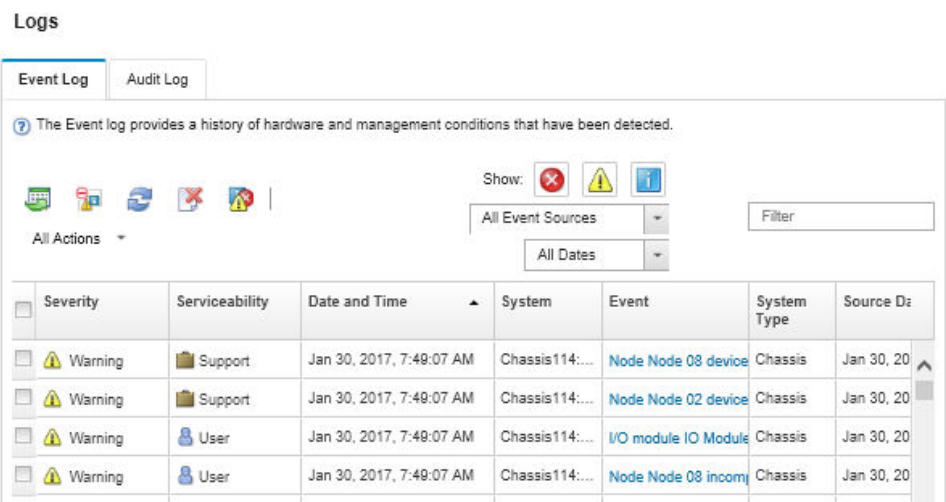 Logs
Event Log Audit Log
The Event log provides a history of hardware and management conditions that have been detected.
Show:
All Event Sources Filter
All Actions
All Dates
Severity Serviceability Date and Time System Event System Type Source Da
Warning Support Jan 30, 2017, 7:49:07 AM Chassis114:... Node Node 08 device Chassis Jan 30, 20
Warning Support Jan 30, 2017, 7:49:07 AM Chassis114:... Node Node 02 device Chassis Jan 30, 20
Warning User Jan 30, 2017, 7:49:07 AM Chassis114:... I/O module IO Module Chassis Jan 30, 20
Warning User Jan 30, 2017, 7:49:07 AM Chassis114:... Node Node 08 incomp Chassis Jan 30, 20